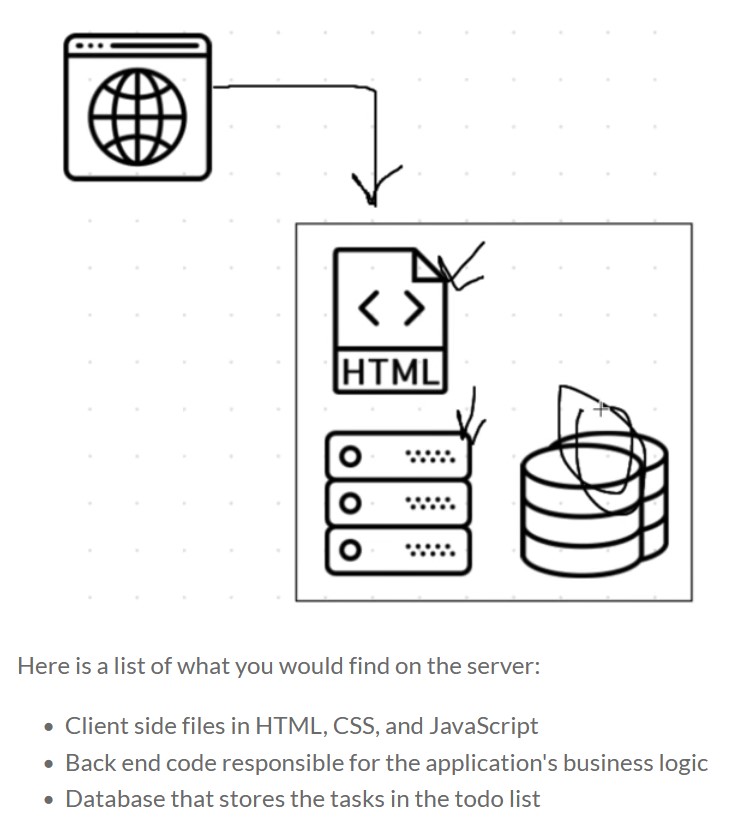 < >
HTML
Here is a list of what you would find on the server:
• Client side files in HTML, CSS, and JavaScript
• Back end code responsible for the application's business logic
• Database that stores the tasks in the todo list